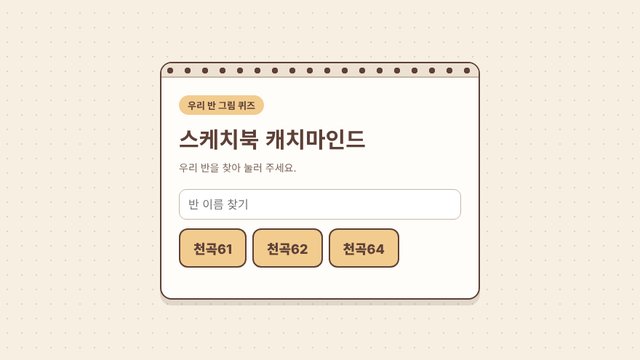 우리 반 그림 퀴즈
스케치북 캐치마인드
우리 반을 찾아 눌러 주세요.
반 이름 찾기
천곡61 천곡62 천곡64